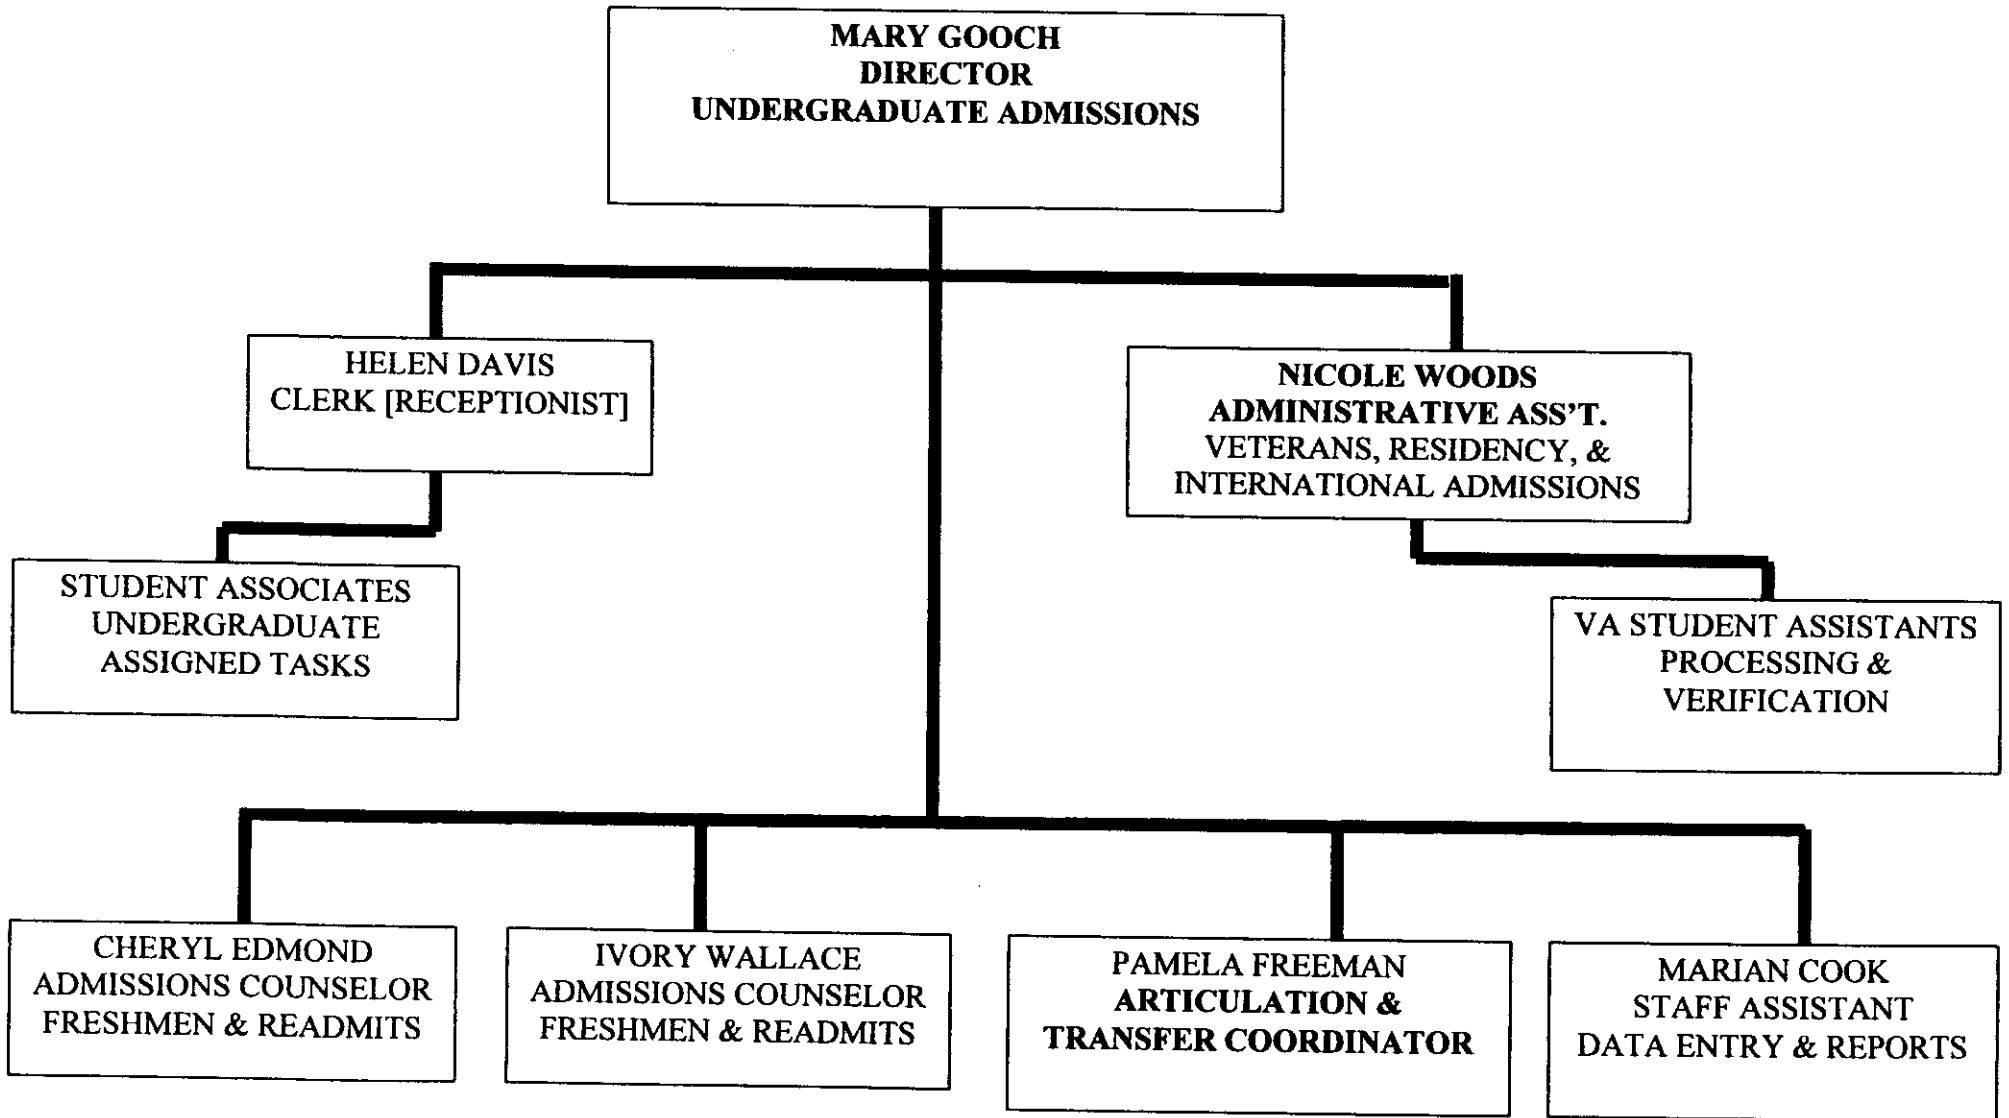 MARY GOOCH
DIRECTOR
UNDERGRADUATE ADMISSIONS
HELEN DAVIS
CLERK [RECEPTIONIST]
NICOLE WOODS
ADMINISTRATIVE ASS’T.
VETERANS, RESIDENCY, &
INTERNATIONAL ADMISSIONS
STUDENT ASSOCIATES
UNDERGRADUATE
ASSIGNED TASKS
VA STUDENT ASSISTANTS
PROCESSING &
VERIFICATION
CHERYL EDMOND
ADMISSIONS COUNSELOR
FRESHMEN & READMITS
IVORY WALLACE
ADMISSIONS COUNSELOR
FRESHMEN & READMITS
PAMELA FREEMAN
ARTICULATION &
TRANSFER COORDINATOR
MARIAN COOK
STAFF ASSISTANT
DATA ENTRY & REPORTS